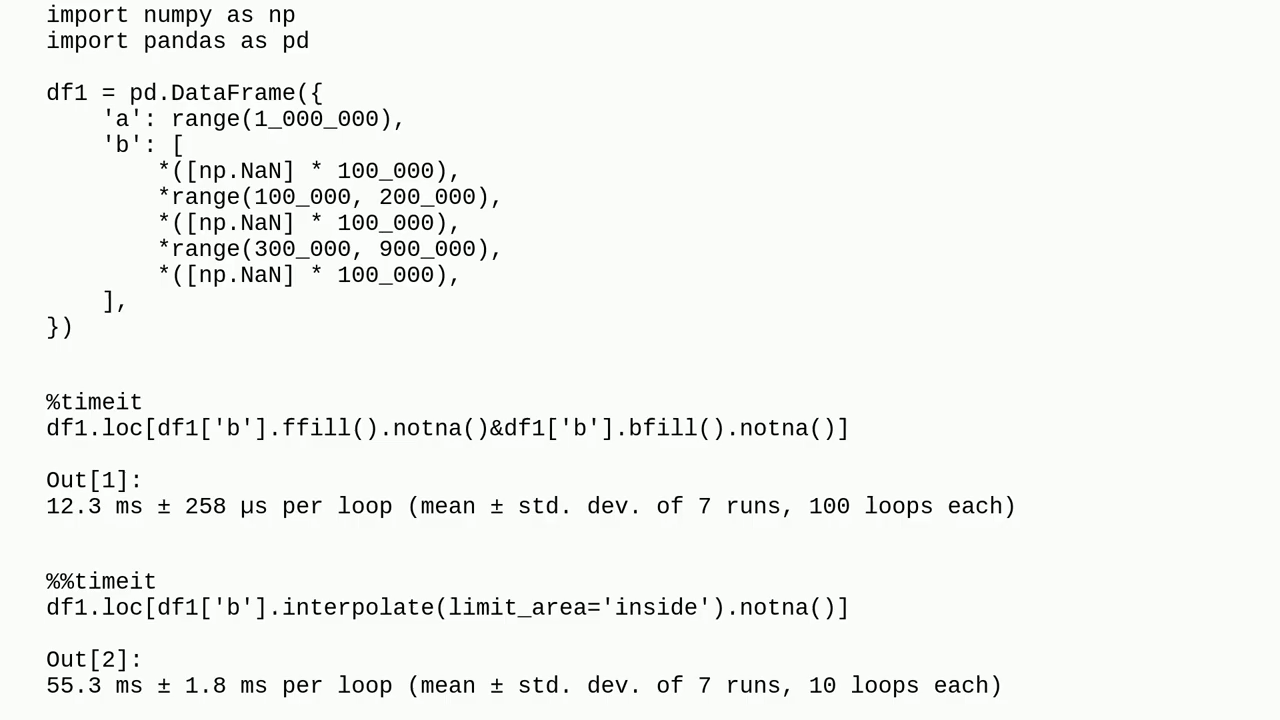 import numpy as np
import pandas as pd
df1 = pd.DataFrame({
    'a': range(1_000_000),
    'b': [
        *([np.NaN] * 100_000),
        *range(100_000, 200_000),
        *([np.NaN] * 100_000),
        *range(300_000, 900_000),
        *([np.NaN] * 100_000),
    ],
})
%timeit
df1.loc[df1['b'].ffill().notna()&df1['b'].bfill().notna()]
Out[1]:
12.3 ms ± 258 µs per loop (mean ± std. dev. of 7 runs, 100 loops each)
%%timeit
df1.loc[df1['b'].interpolate(limit_area='inside').notna()]
Out[2]:
55.3 ms ± 1.8 ms per loop (mean ± std. dev. of 7 runs, 10 loops each)